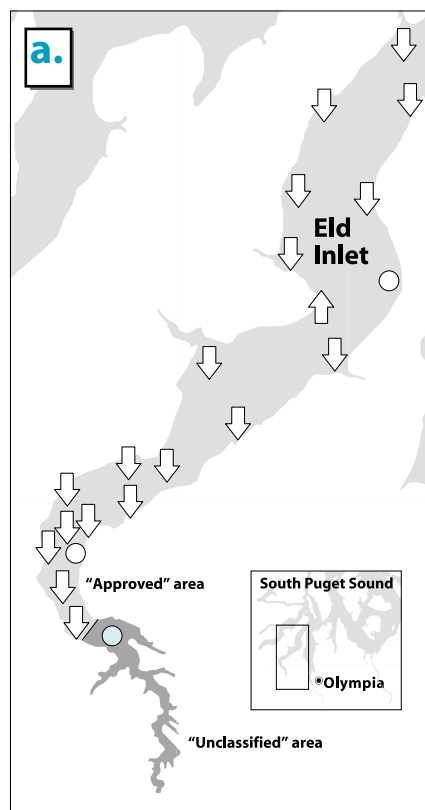 a.
Eld
Inlet
“Approved” area
South Puget Sound
Olympia
“Unclassified” area